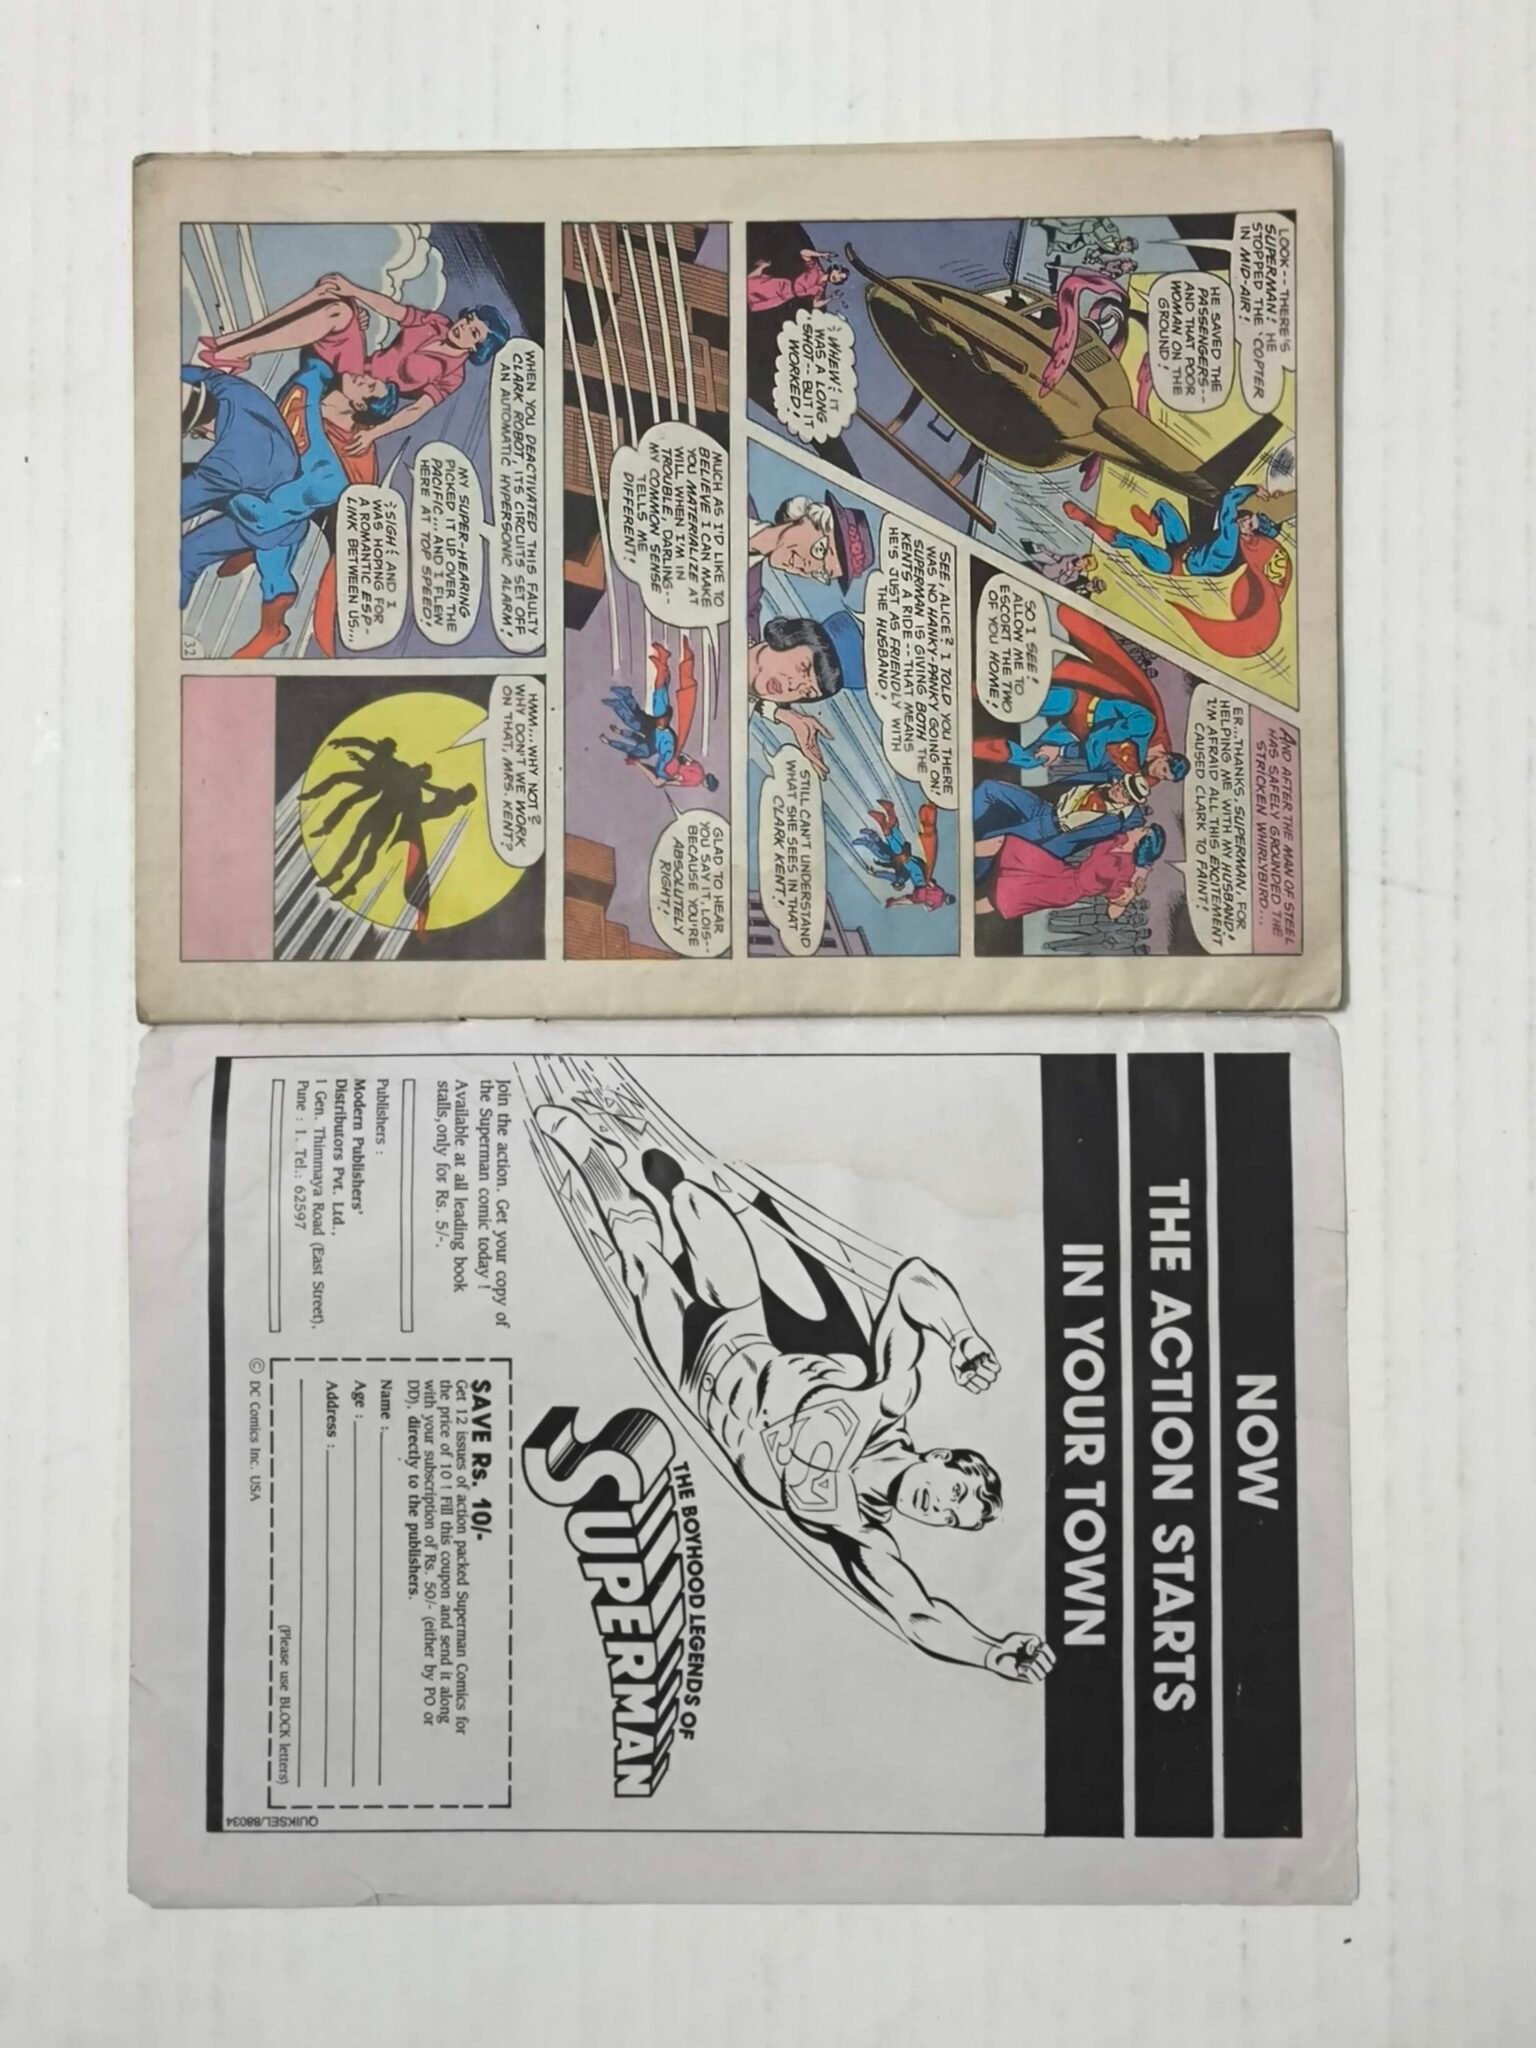 LOOK -- THERE'S
SUPERMAN! HE
STOPPED THE 'COPTER
IN MID-AIR!
HE SAVED THE
PASSENGERS --
AND THAT POOR
WOMAN ON THE
GROUND!
WHEW! IT
WAS A LONG
SHOT -- BUT IT
WORKED!
AND AFTER THE MAN OF STEEL
HAS SAFELY GROUNDED THE
STRICKEN WHIRLYBIRD...
ER...THANKS, SUPERMAN, FOR
HELPING ME WITH MY HUSBAND!
I'M AFRAID ALL THIS EXCITEMENT
CAUSED CLARK TO FAINT!
SO I SEE!
ALLOW ME TO
ESCORT THE TWO
OF YOU HOME!
SEE, ALICE? I TOLD YOU THERE
WAS NO HANKY-PANKY GOING ON!
SUPERMAN IS GIVING BOTH THE
KENTS A RIDE -- THAT MEANS
HE'S JUST AS FRIENDLY WITH
THE HUSBAND!
STILL CAN'T UNDERSTAND
WHAT SHE SEES IN THAT
CLARK KENT!
MUCH AS I'D LIKE TO
BELIEVE I CAN MAKE
YOU MATERIALIZE AT
WILL WHEN I'M IN
TROUBLE, DARLING--
MY COMMON SENSE
TELLS ME
DIFFERENT!
GLAD TO HEAR
YOU SAY IT, LOIS--
BECAUSE YOU'RE
ABSOLUTELY
RIGHT!
WHEN YOU DEACTIVATED THIS FAULTY
CLARK ROBOT, ITS CIRCUITS SET OFF
AN AUTOMATIC HYPERSONIC ALARM!
MY SUPER-HEARING
PICKED IT UP OVER THE
PACIFIC... AND I FLEW
HERE AT TOP SPEED!
SIGH! AND I
WAS HOPING FOR
A ROMANTIC ESP-
LINK BETWEEN US...
32
HMM... WHY NOT?
WHY DON'T WE WORK
ON THAT, MRS. KENT?
NOW
THE ACTION STARTS
IN YOUR TOWN
THE BOYHOOD LEGENDS OF
SUPERMAN
Join the action. Get your copy of
the Superman comic today !
Available at all leading book
stalls, only for Rs. 5/-.
Publishers :
Modern Publishers'
Distributors Pvt. Ltd.,
1 Gen. Thimmaya Road (East Street),
Pune : 1. Tel.: 62597
SAVE Rs. 10/-
Get 12 issues of action packed Superman Comics for
the price of 10 ! Fill this coupon and send it along
with your subscription of Rs. 50/- (either by PO or
DD), directly to the publishers.
Name :
Age :
Address :
(Please use BLOCK letters)
© DC Comics Inc. USA
QUIKSEL/88034